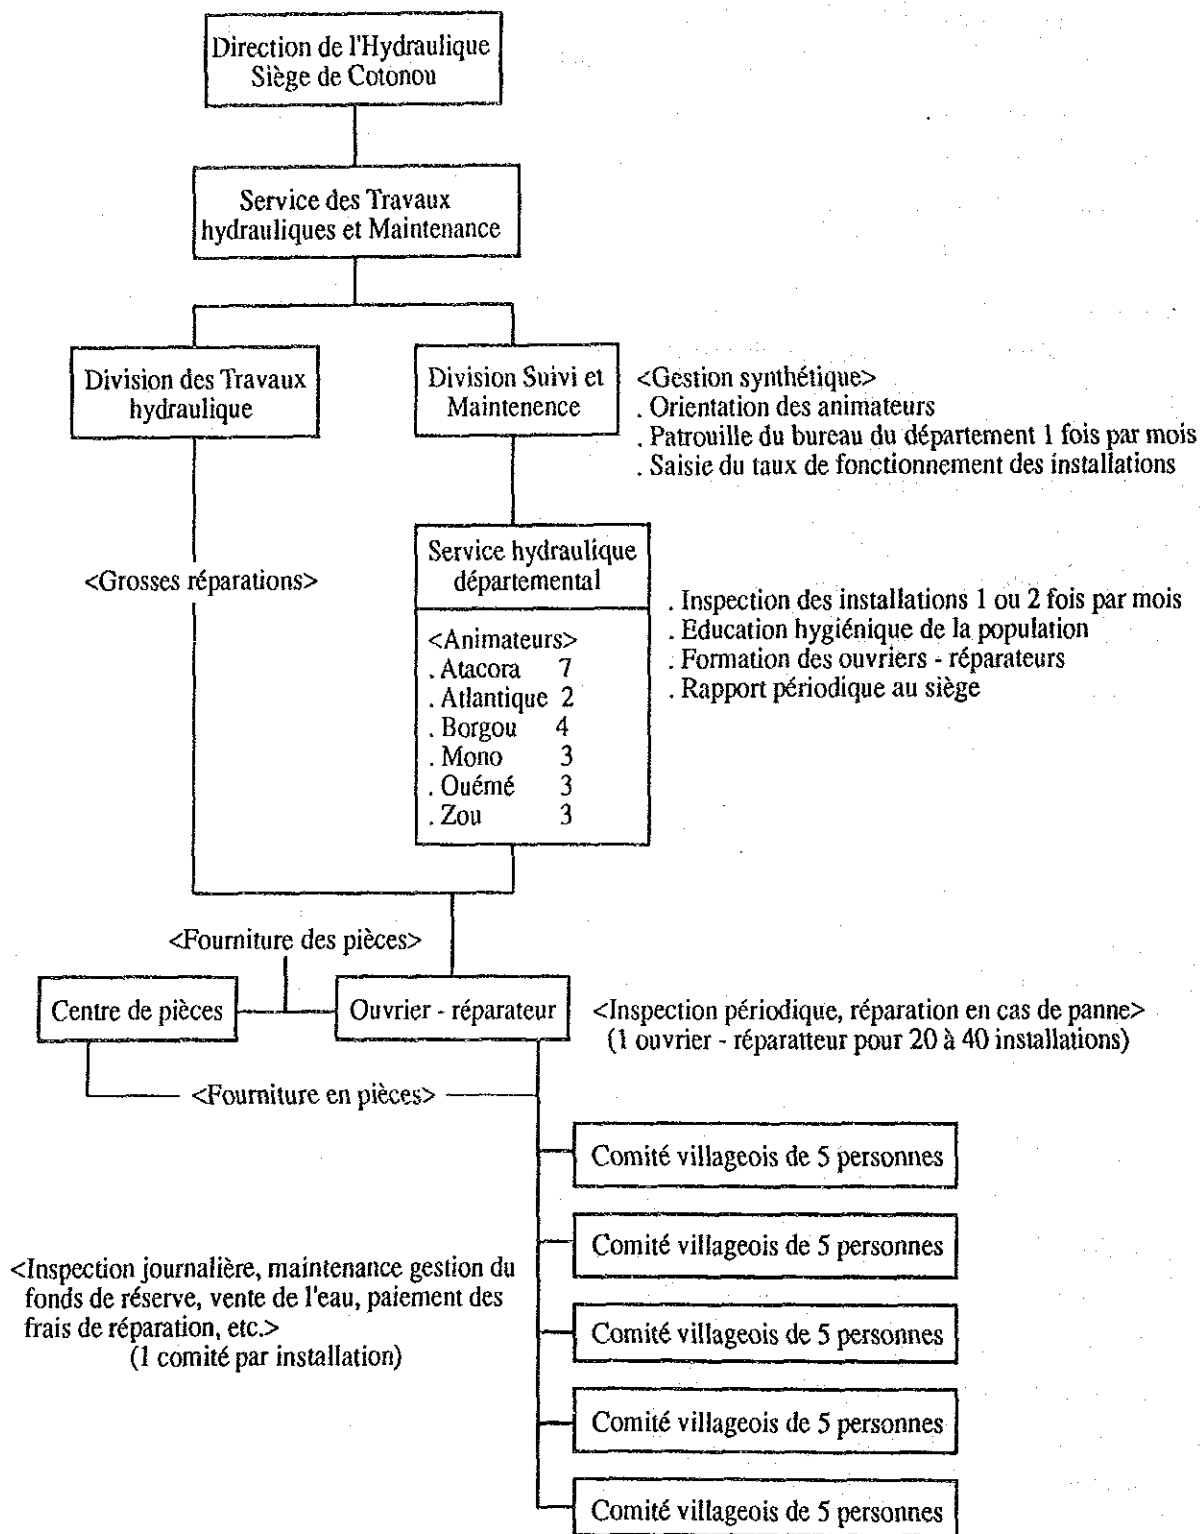 Direction de l'Hydraulique
Siège de Cotonou
Service des Travaux
hydrauliques et Maintenance
Division des Travaux
hydraulique
Division Suivi et
Maintenence
<Gestion synthétique>
. Orientation des animateurs
. Patrouille du bureau du département 1 fois par mois
. Saisie du taux de fonctionnement des installations
<Grosses réparations>
Service hydraulique
départemental
<Animateurs>
. Atacora 7
. Atlantique 2
. Borgou 4
. Mono 3
. Ouémé 3
. Zou 3
. Inspection des installations 1 ou 2 fois par mois
. Education hygiénique de la population
. Formation des ouvriers - réparateurs
. Rapport périodique au siège
<Fourniture des pièces>
Centre de pièces
Ouvrier - réparateur
<Inspection périodique, réparation en cas de panne>
(1 ouvrier - réparatteur pour 20 à 40 installations)
<Fourniture en pièces>
Comité villageois de 5 personnes
Comité villageois de 5 personnes
<Inspection journalière, maintenance gestion du
fonds de réserve, vente de l'eau, paiement des
frais de réparation, etc.>
(1 comité par installation)
Comité villageois de 5 personnes
Comité villageois de 5 personnes
Comité villageois de 5 personnes